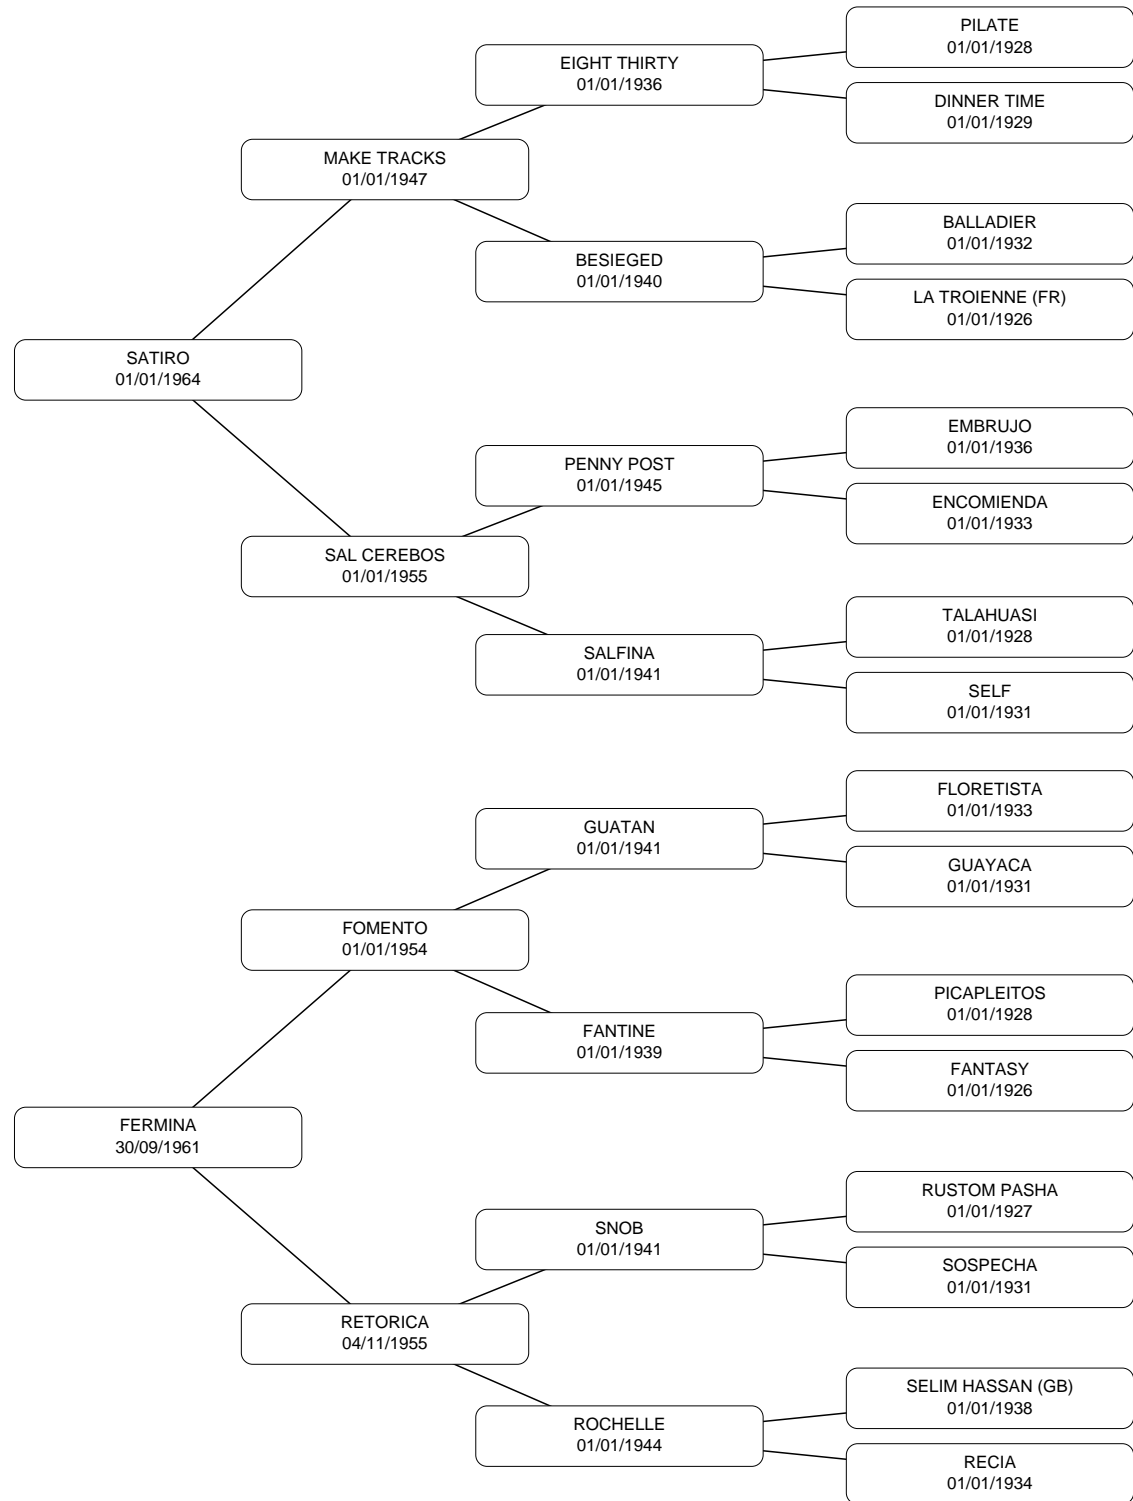 PILATE
01/01/1928
EIGHT THIRTY
01/01/1936
DINNER TIME
01/01/1929
MAKE TRACKS
01/01/1947
BALLADIER
01/01/1932
BESIEGED
01/01/1940
LA TROIENNE (FR)
01/01/1926
SATIRO
01/01/1964
EMBRUJO
01/01/1936
PENNY POST
01/01/1945
ENCOMIENDA
01/01/1933
SAL CEREBOS
01/01/1955
TALAHUASI
01/01/1928
SALFINA
01/01/1941
SELF
01/01/1931
FLORETISTA
01/01/1933
GUATAN
01/01/1941
GUAYACA
01/01/1931
FOMENTO
01/01/1954
PICAPLEITOS
01/01/1928
FANTINE
01/01/1939
FANTASY
01/01/1926
FERMINA
30/09/1961
RUSTOM PASHA
01/01/1927
SNOB
01/01/1941
SOSPECHA
01/01/1931
RETORICA
04/11/1955
SELIM HASSAN (GB)
01/01/1938
ROCHELLE
01/01/1944
RECIA
01/01/1934